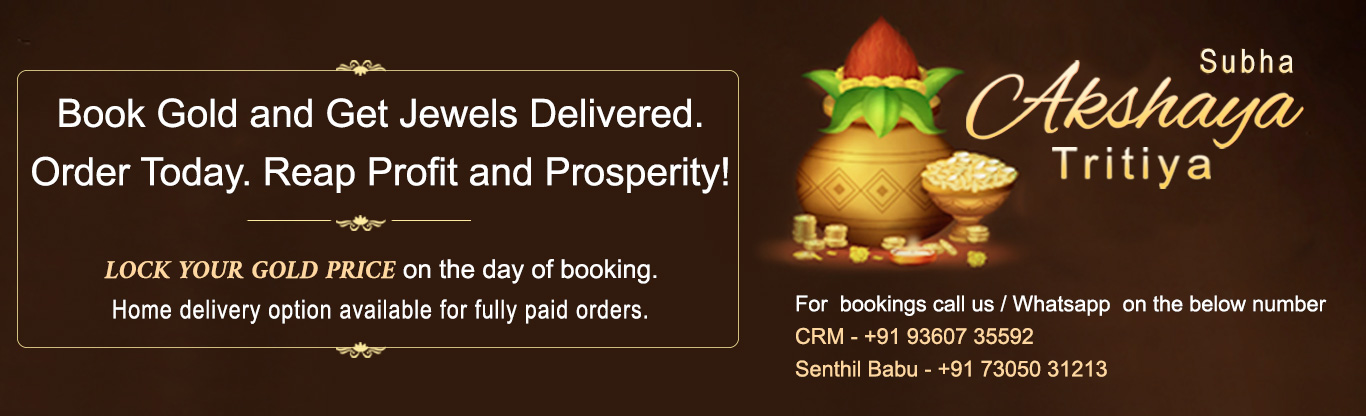 Book Gold and Get Jewels Delivered.
Order Today. Reap Profit and Prosperity!
LOCK YOUR GOLD PRICE on the day of booking.
Home delivery option available for fully paid orders.
Subha
Akshaya
Tritiya
For bookings call us / Whatsapp on the below number
CRM - +91 93607 35592
Senthil Babu - +91 73050 31213